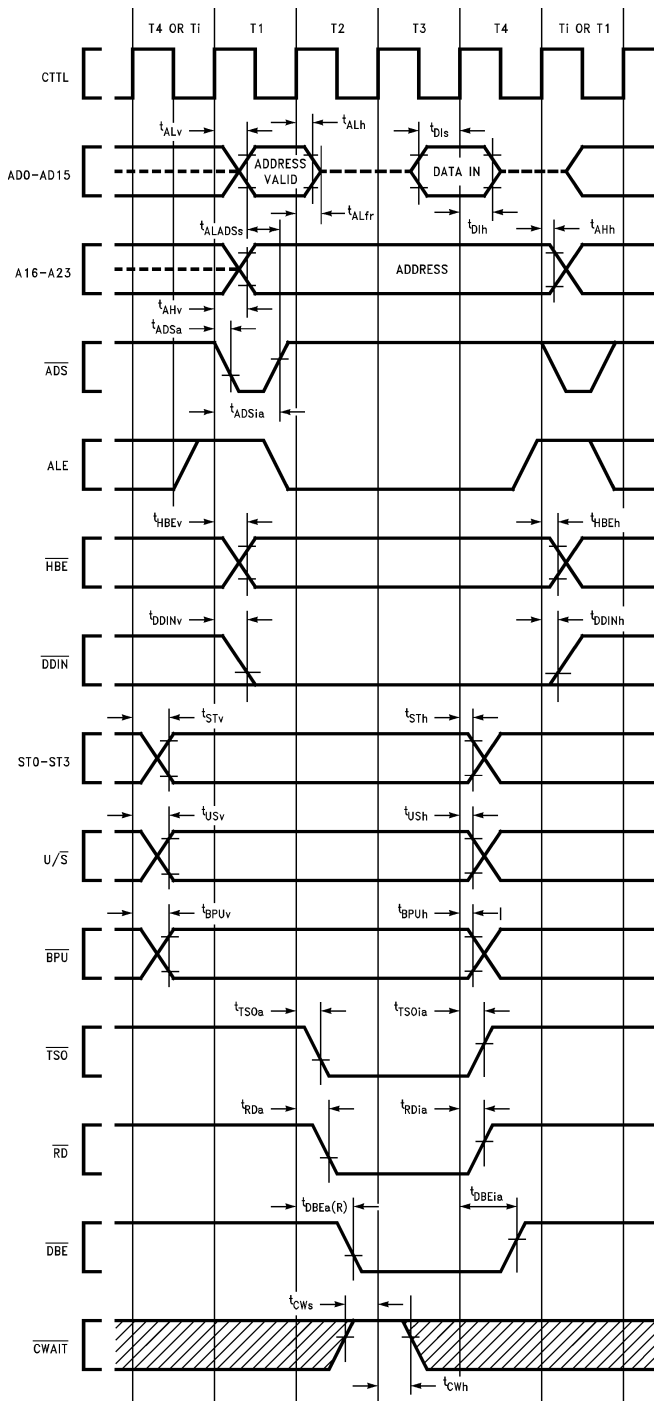 T4 OR Ti T1 T2 T3 T4 Ti OR T1
CTTL
tALv tALh tDIs
AD0-AD15 ADDRESS VALID DATA IN
tALADSs tALfr tDIh tAHh
A16-A23 ADDRESS
tAHv
tADSa
ADS
tADSia
ALE
tHBEv tHBEh
HBE
tDDINv tDDINh
DDIN
tSTv tSTh
ST0-ST3
tUSv tUSh
U/S
tBPUv tBPUh
BPU
tTSOa tTSOia
TSO
tRDa tRDia
RD
tDBEa(R) tDBEia
DBE
tCWs
CWAIT
tCWh